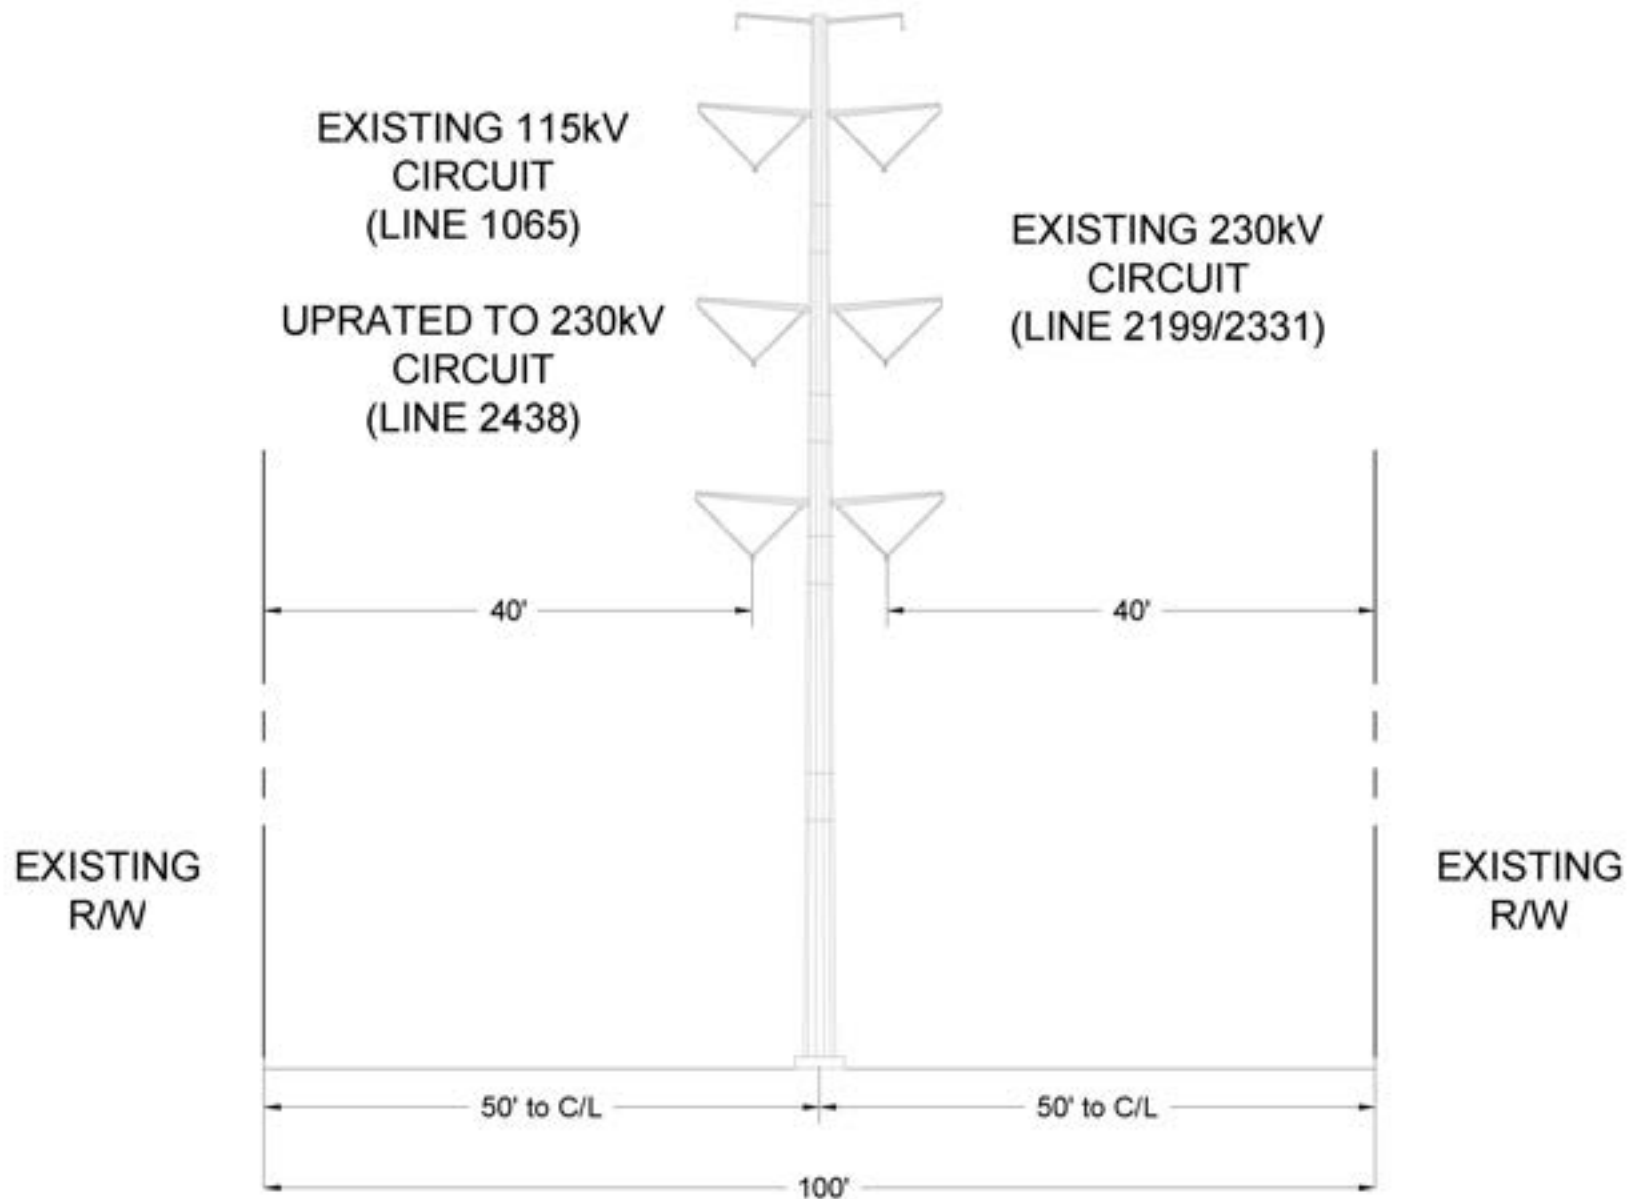 EXISTING 115kV
CIRCUIT
(LINE 1065)
UPRATED TO 230kV
CIRCUIT
(LINE 2438)
EXISTING 230kV
CIRCUIT
(LINE 2199/2331)
40'
40'
EXISTING
R/W
EXISTING
R/W
50' to C/L
50' to C/L
100'